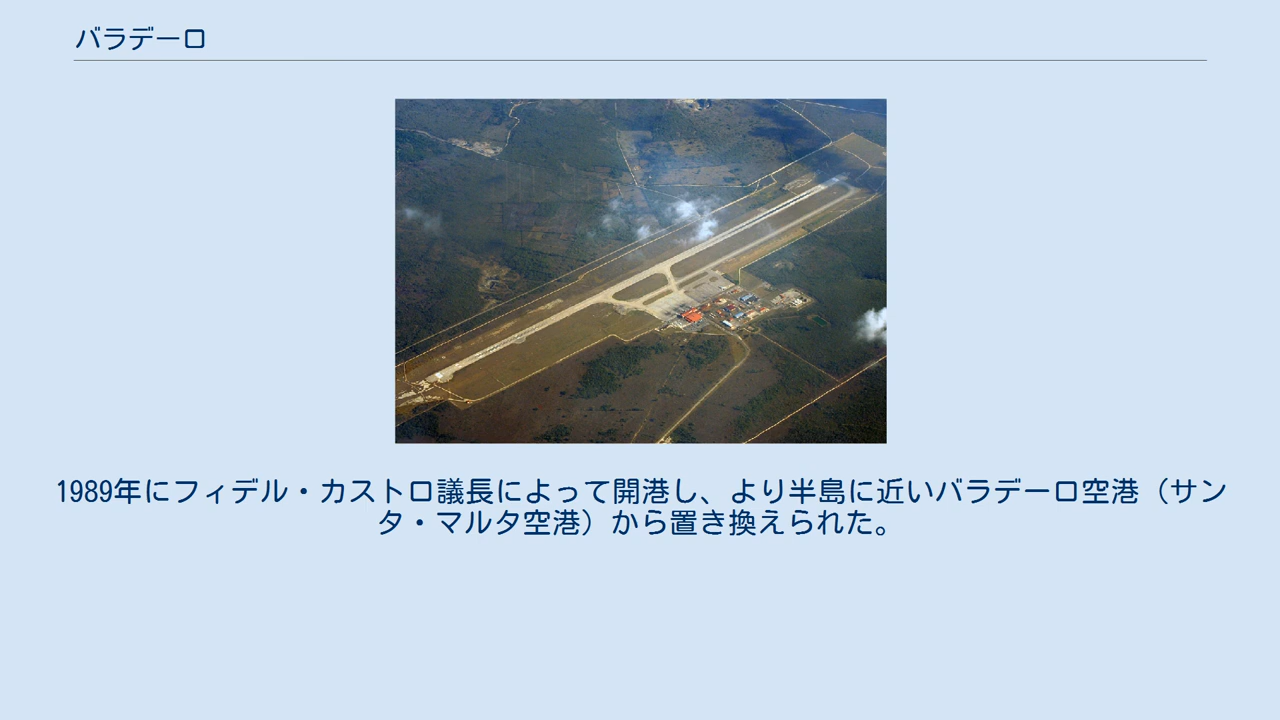 バラデーロ
1989年にフィデル・カストロ議長によって開港し、より半島に近いバラデーロ空港（サン
タ・マルタ空港）から置き換えられた。